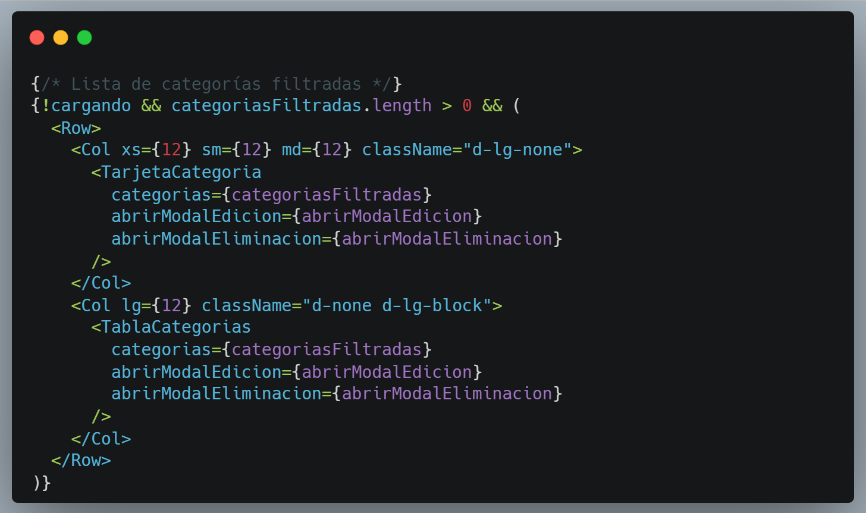 {/* Lista de categorías filtradas */}
{!cargando && categoriasFiltradas.length > 0 && (
  <Row>
    <Col xs={12} sm={12} md={12} className="d-lg-none">
      <TarjetaCategoria
        categorias={categoriasFiltradas}
        abrirModalEdicion={abrirModalEdicion}
        abrirModalEliminacion={abrirModalEliminacion}
      />
    </Col>
    <Col lg={12} className="d-none d-lg-block">
      <TablaCategorias
        categorias={categoriasFiltradas}
        abrirModalEdicion={abrirModalEdicion}
        abrirModalEliminacion={abrirModalEliminacion}
      />
    </Col>
  </Row>
)}